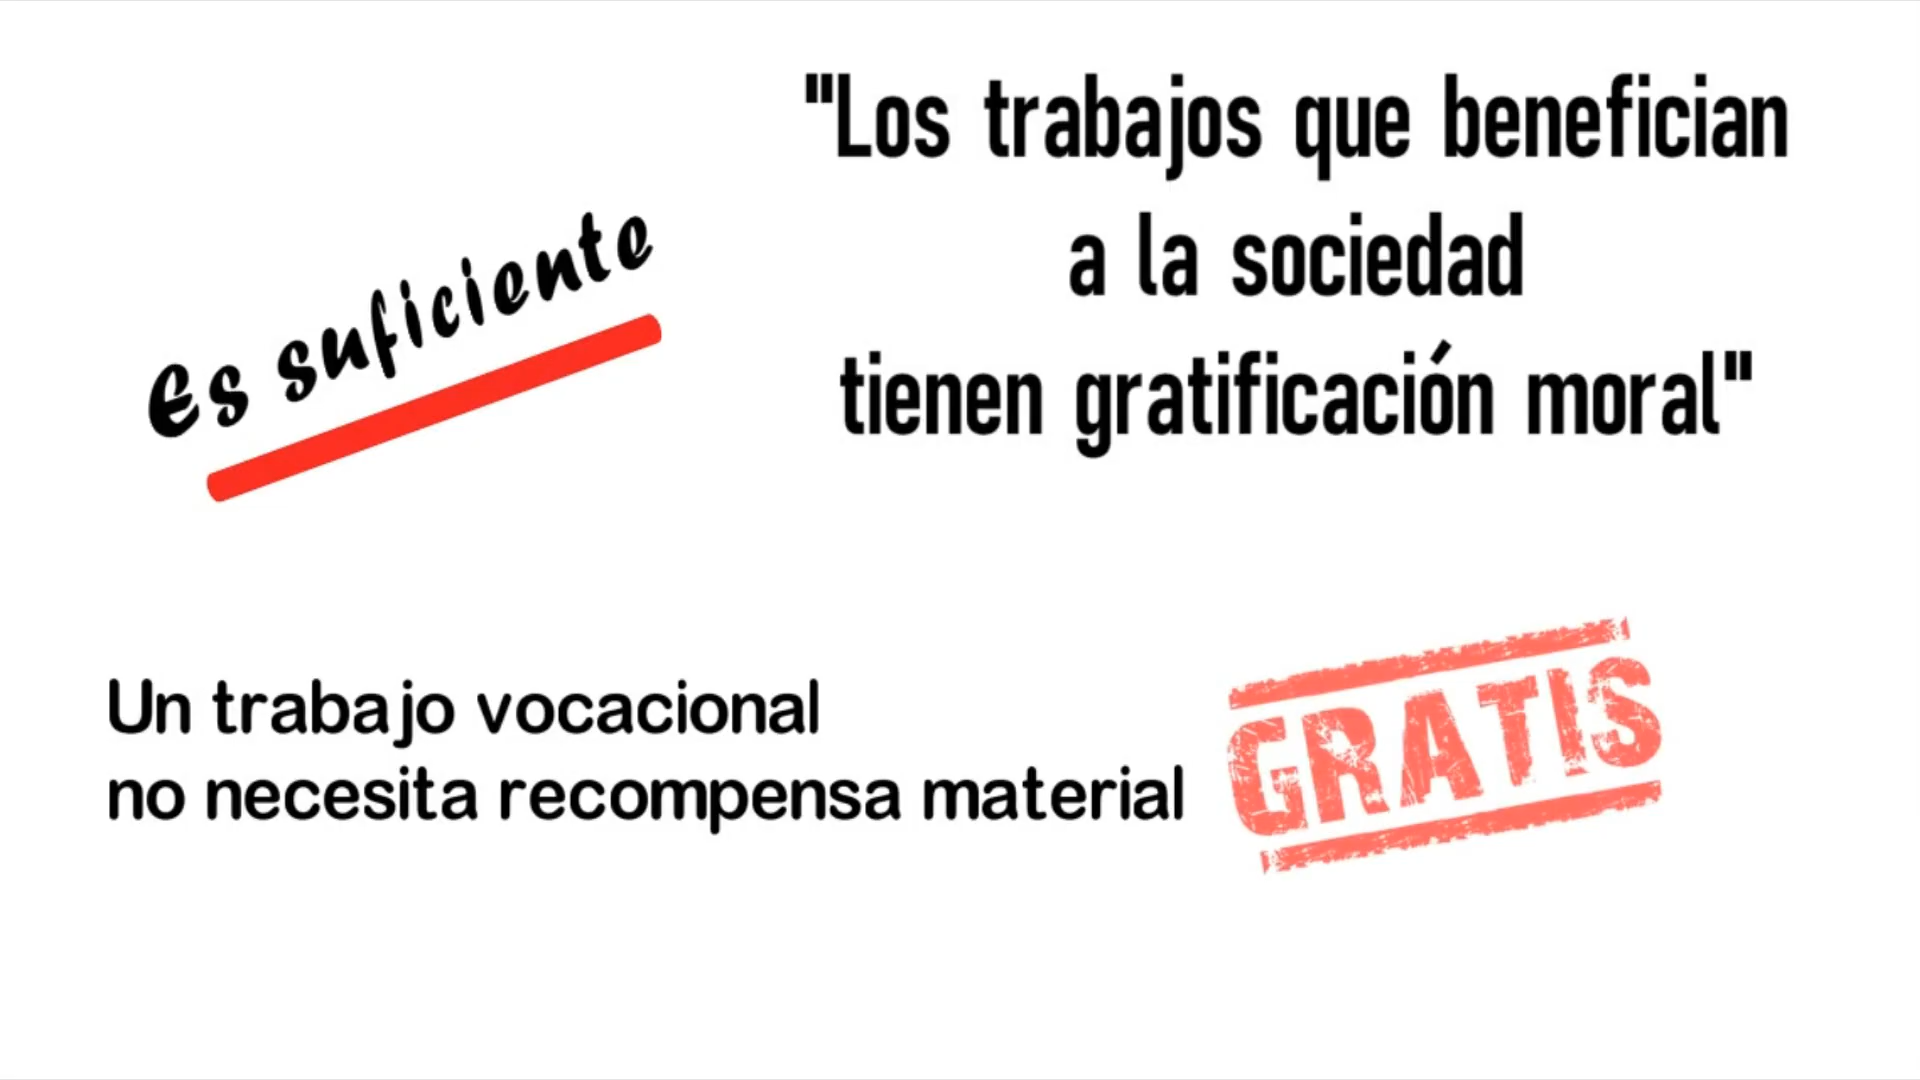 "Los trabajos que benefician
a la sociedad
tienen gratificación moral"
Es suficiente
Un trabajo vocacional
no necesita recompensa material
GRATIS